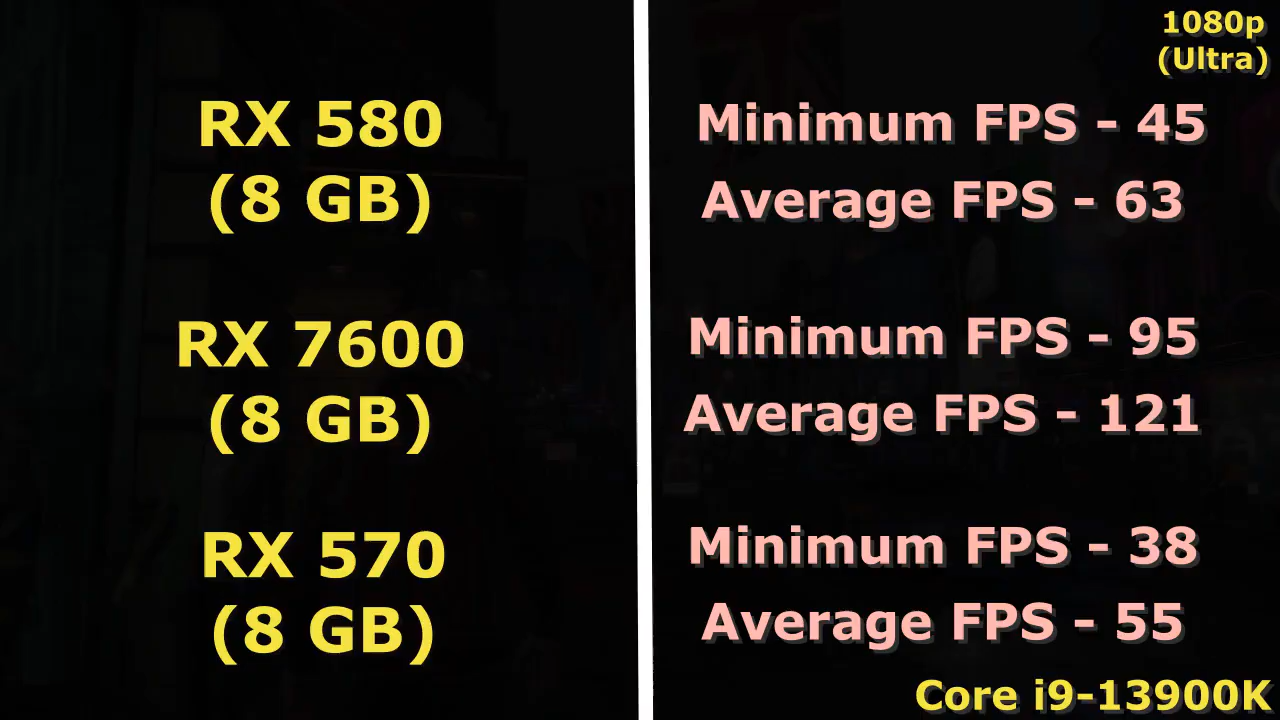 1080p
(Ultra)
RX 580
(8 GB)
Minimum FPS - 45
Average FPS - 63
RX 7600
(8 GB)
Minimum FPS - 95
Average FPS - 121
RX 570
(8 GB)
Minimum FPS - 38
Average FPS - 55
Core i9-13900K